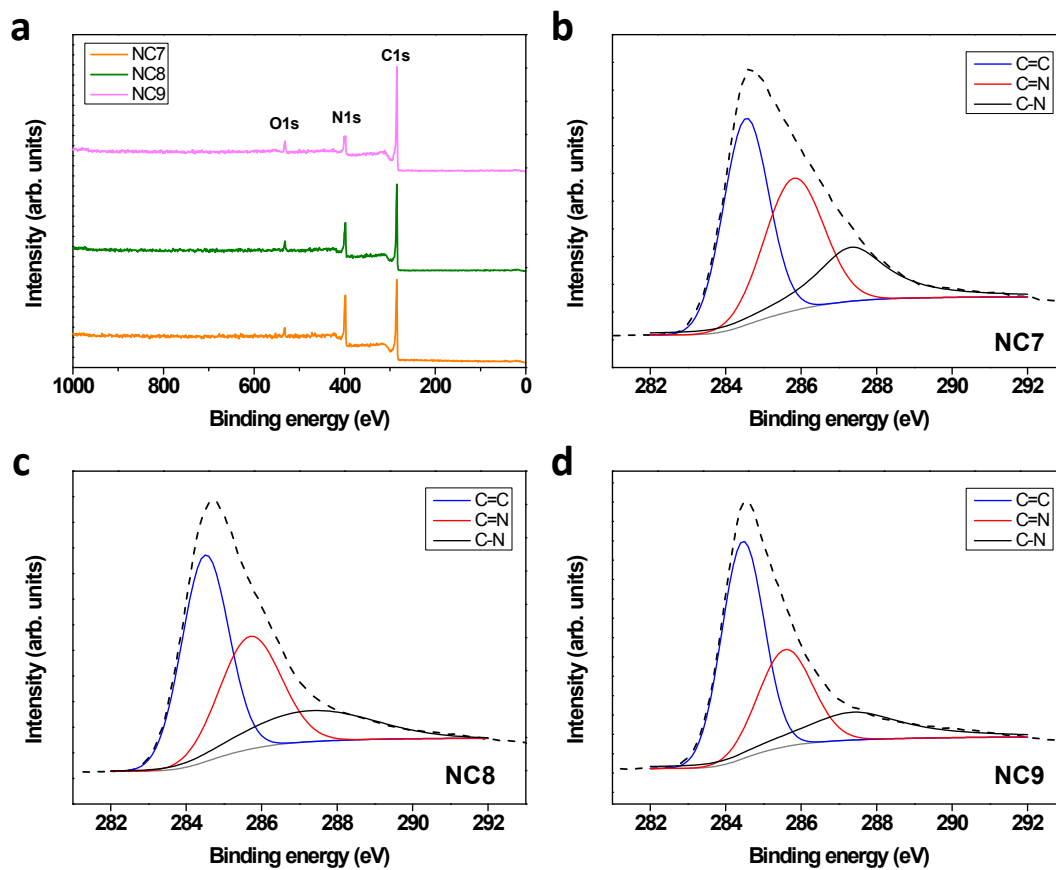 a
NC7
NC8
NC9
O1s
N1s
C1s
Intensity (arb. units)
1000 800 600 400 200 0
Binding energy (eV)
b
C=C
C=N
C-N
Intensity (arb. units)
NC7
282 284 286 288 290 292
Binding energy (eV)
c
C=C
C=N
C-N
Intensity (arb. units)
NC8
282 284 286 288 290 292
Binding energy (eV)
d
C=C
C=N
C-N
Intensity (arb. units)
NC9
282 284 286 288 290 292
Binding energy (eV)